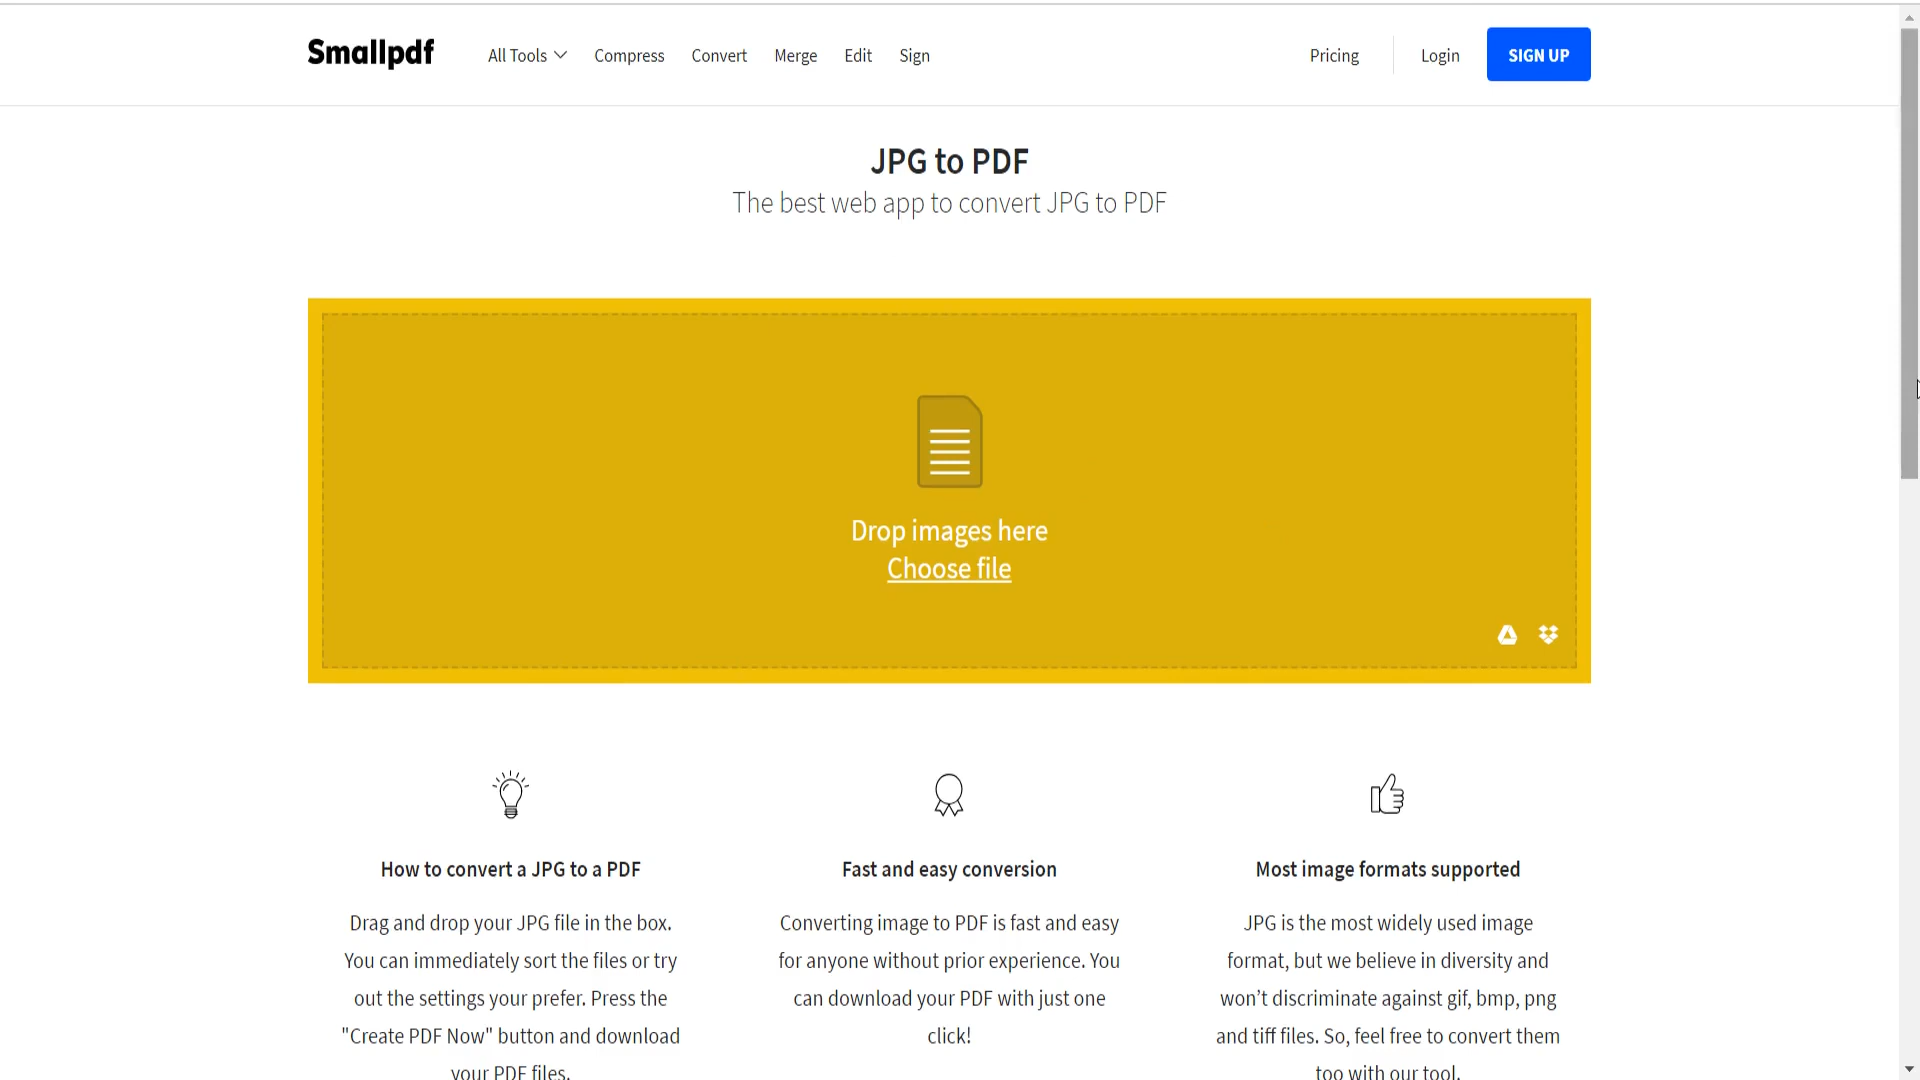 Smallpdf
All Tools Compress Convert Merge Edit Sign Pricing Login SIGN UP
JPG to PDF
The best web app to convert JPG to PDF
Drop images here
Choose file
How to convert a JPG to a PDF
Drag and drop your JPG file in the box.
You can immediately sort the files or try
out the settings your prefer. Press the
"Create PDF Now" button and download
your PDF files.
Fast and easy conversion
Converting image to PDF is fast and easy
for anyone without prior experience. You
can download your PDF with just one
click!
Most image formats supported
JPG is the most widely used image
format, but we believe in diversity and
won’t discriminate against gif, bmp, png
and tiff files. So, feel free to convert them
too with our tool.